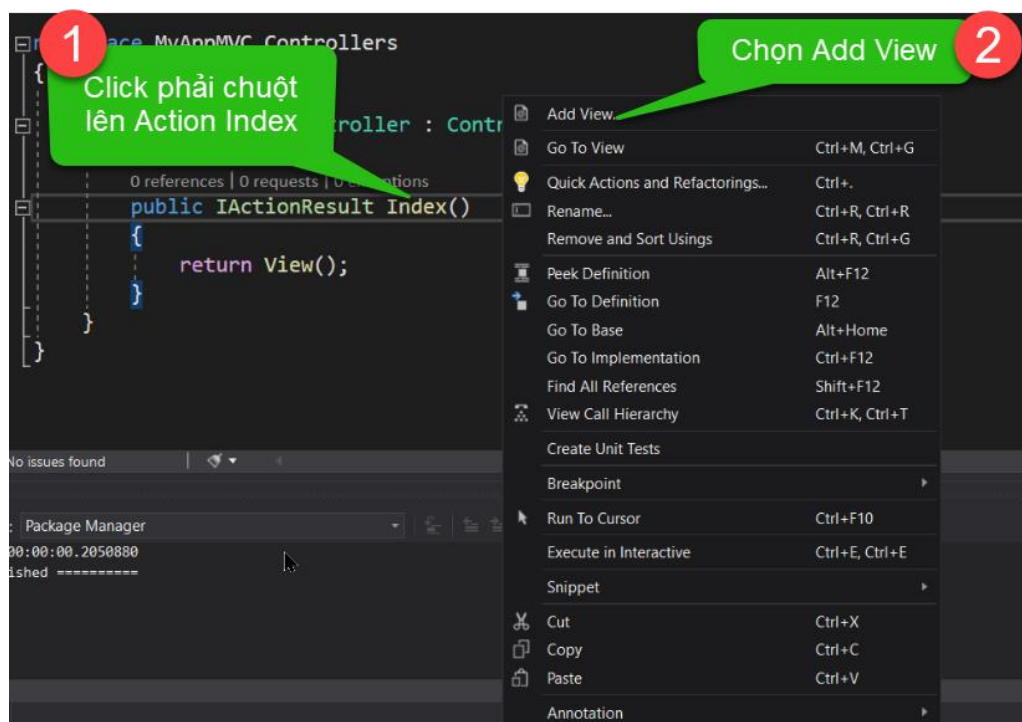 1
Click phải chuột
lên Action Index
Chọn Add View
2
MyAppMVC.Controllers
{
roller : Contr
0 references | 0 requests | 0
public IActionResult Index()
{
return View();
}
}
}
Add View...
Go To View Ctrl+M, Ctrl+G
Quick Actions and Refactorings... Ctrl+.
Rename... Ctrl+R, Ctrl+R
Remove and Sort Usings Ctrl+R, Ctrl+G
Peek Definition Alt+F12
Go To Definition F12
Go To Base Alt+Home
Go To Implementation Ctrl+F12
Find All References Shift+F12
View Call Hierarchy Ctrl+K, Ctrl+T
Create Unit Tests
Breakpoint
Run To Cursor Ctrl+F10
Execute in Interactive Ctrl+E, Ctrl+E
Snippet
Cut Ctrl+X
Copy Ctrl+C
Paste Ctrl+V
Annotation
No issues found
: Package Manager
00:00:00.2050880
ished ==========